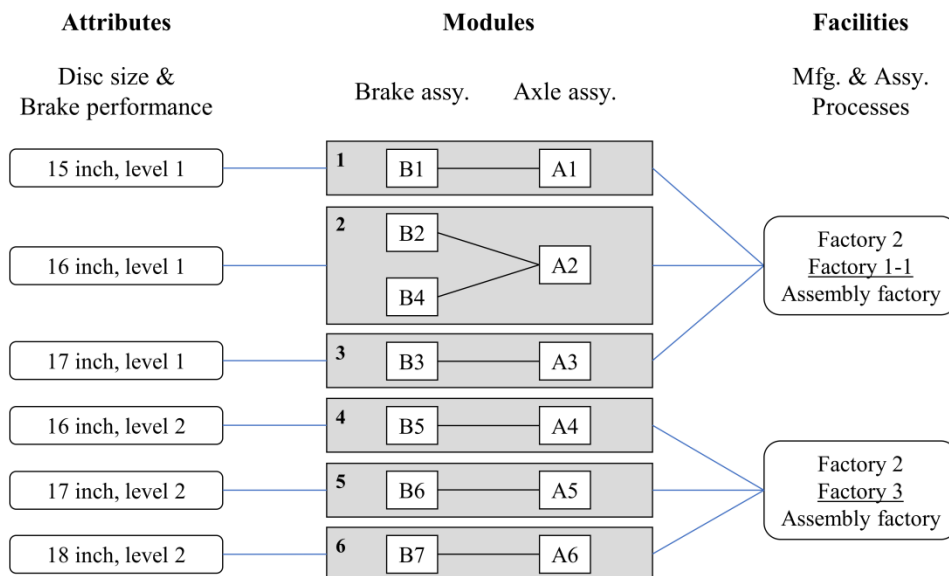 Attributes
Modules
Facilities
Disc size &
Brake performance
Brake assy.
Axle assy.
Mfg. & Assy.
Processes
15 inch, level 1
1
B1
A1
16 inch, level 1
2
B2
B4
A2
17 inch, level 1
3
B3
A3
Factory 2
Factory 1-1
Assembly factory
16 inch, level 2
4
B5
A4
17 inch, level 2
5
B6
A5
18 inch, level 2
6
B7
A6
Factory 2
Factory 3
Assembly factory